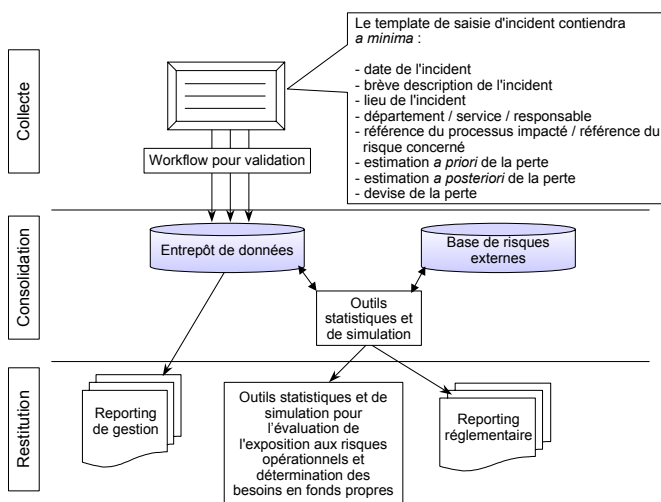 Collecte
Le template de saisie d'incident contiendra
a minima :
- date de l'incident
- brève description de l'incident
- lieu de l'incident
- département / service / responsable
- référence du processus impacté / référence du
risque concerné
- estimation a priori de la perte
- estimation a posteriori de la perte
- devise de la perte
Workflow pour validation
Consolidation
Entrepôt de données
Base de risques
externes
Outils
statistiques et
de simulation
Restitution
Reporting
de gestion
Outils statistiques et de
simulation pour
l'évaluation de
l'exposition aux risques
opérationnels et
détermination des
besoins en fonds propres
Reporting
réglementaire